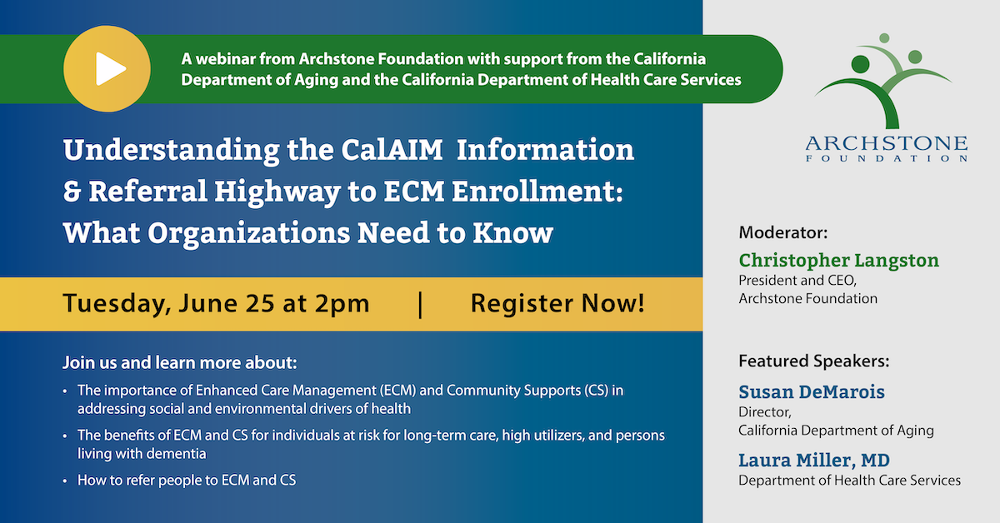 A webinar from Archstone Foundation with support from the California
Department of Aging and the California Department of Health Care Services
Understanding the CalAIM  Information
& Referral Highway to ECM Enrollment:
What Organizations Need to Know
Tuesday, June 25 at 2pm | Register Now!
Join us and learn more about:
• The importance of Enhanced Care Management (ECM) and Community Supports (CS) in
addressing social and environmental drivers of health
• The benefits of ECM and CS for individuals at risk for long-term care, high utilizers, and persons
living with dementia
• How to refer people to ECM and CS
ARCHSTONE
FOUNDATION
Moderator:
Christopher Langston
President and CEO,
Archstone Foundation
Featured Speakers:
Susan DeMarois
Director,
California Department of Aging
Laura Miller, MD
Department of Health Care Services